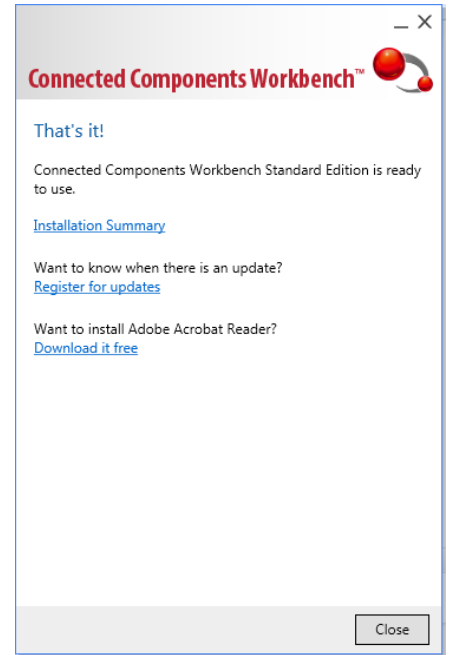 Connected Components Workbench™
That's it!
Connected Components Workbench Standard Edition is ready
to use.
Installation Summary
Want to know when there is an update?
Register for updates
Want to install Adobe Acrobat Reader?
Download it free
Close